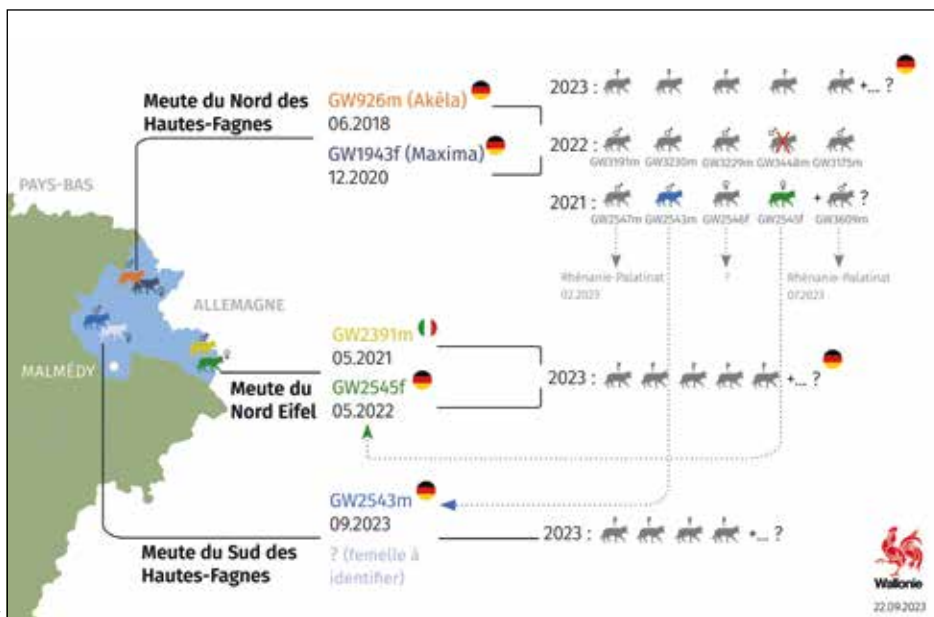 PAYS-BAS
ALLEMAGNE
MALMÉDY
Meute du Nord des
Hautes-Fagnes
GW926m (Akéla)
06.2018
GW1943f (Maxima)
12.2020
2023 : +... ?
2022 :
GW3191m GW3230m GW3229m GW3448m GW3175m
2021 : + ?
GW2547m GW2543m GW2546f GW2545f GW3609m
Rhénanie-Palatinat
02.2023
?
Rhénanie-Palatinat
07.2023
Meute du
Nord Eifel
GW2391m
05.2021
GW2545f
05.2022
2023 : +... ?
Meute du Sud des
Hautes-Fagnes
GW2543m
09.2023
? (femelle à
identifier)
2023 : +... ?
Wallonie
22.09.2023